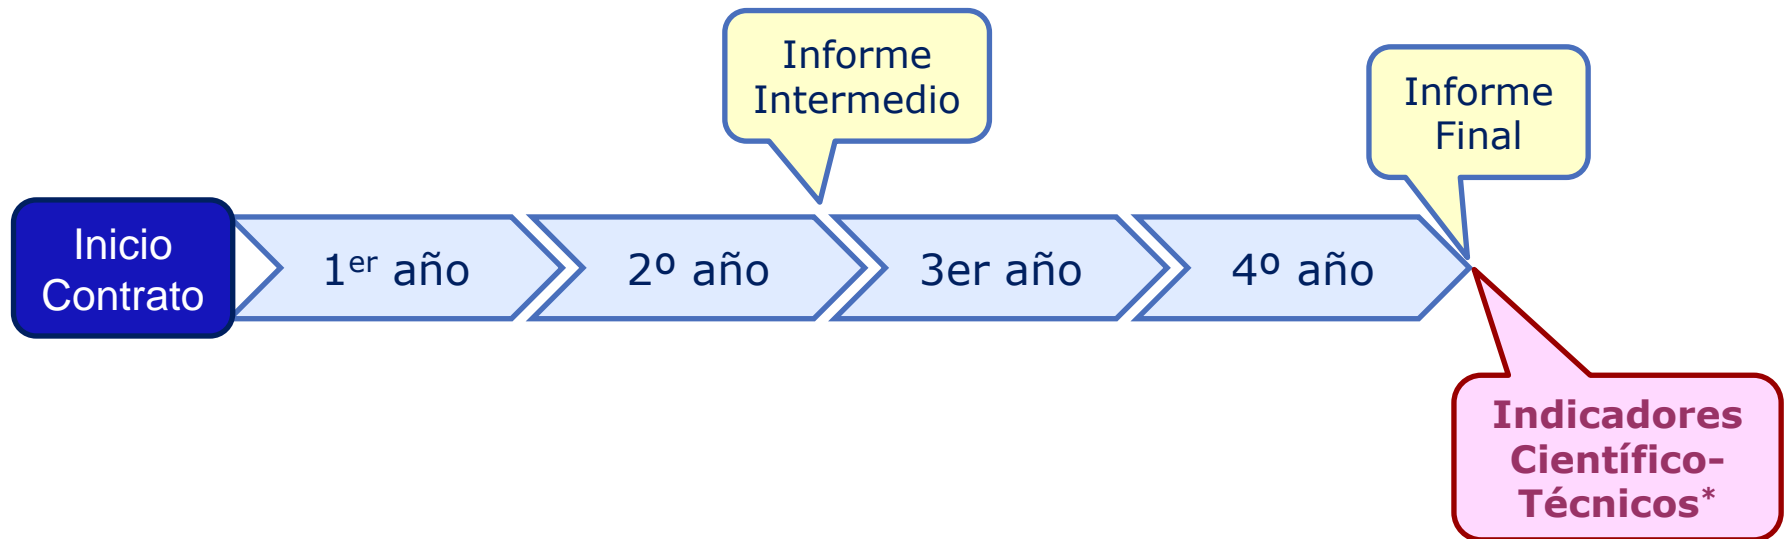 Informe
Intermedio
Informe
Final
Inicio
Contrato
1er año
2º año
3er año
4º año
Indicadores
Científico-
Técnicos*